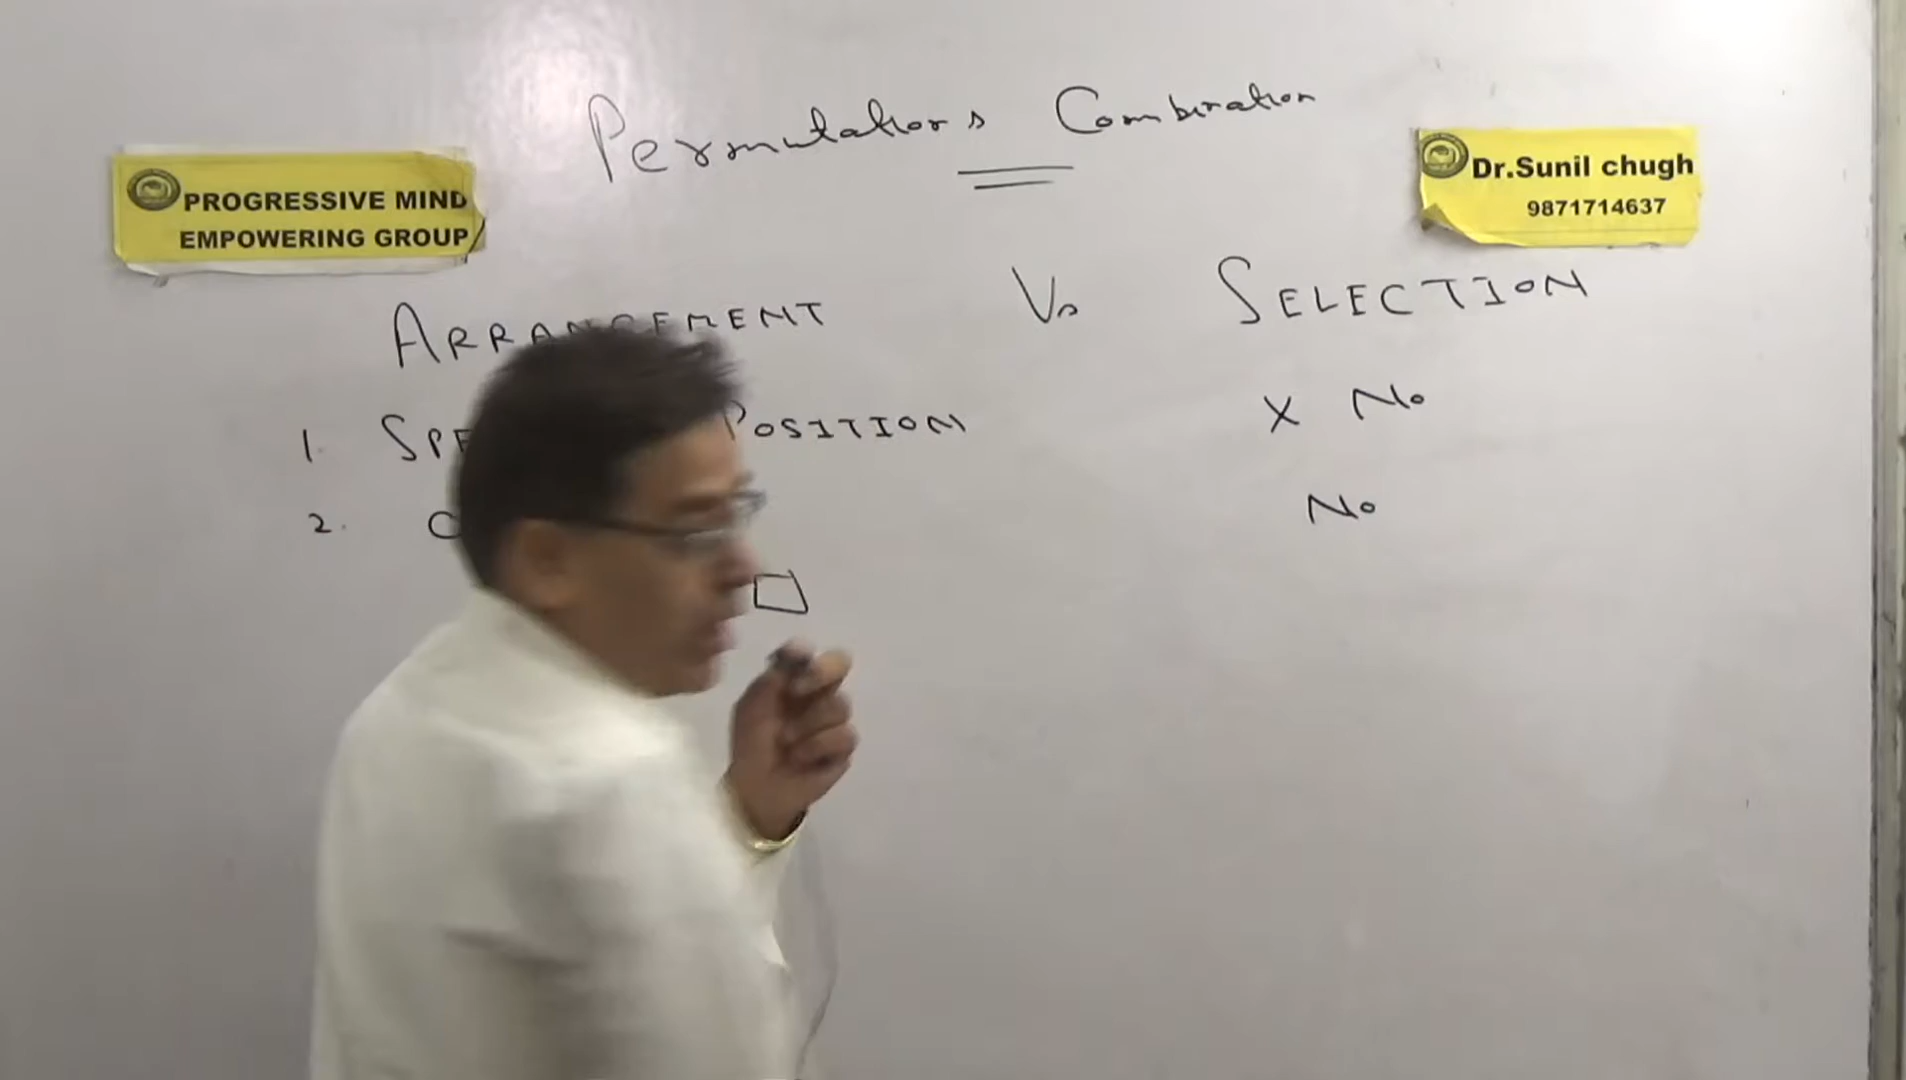 Permutations Combination
PROGRESSIVE MIND
EMPOWERING GROUP
Dr.Sunil chugh
9871714637
ARRANGEMENT Vs SELECTION
1. POSITION X No
2. No